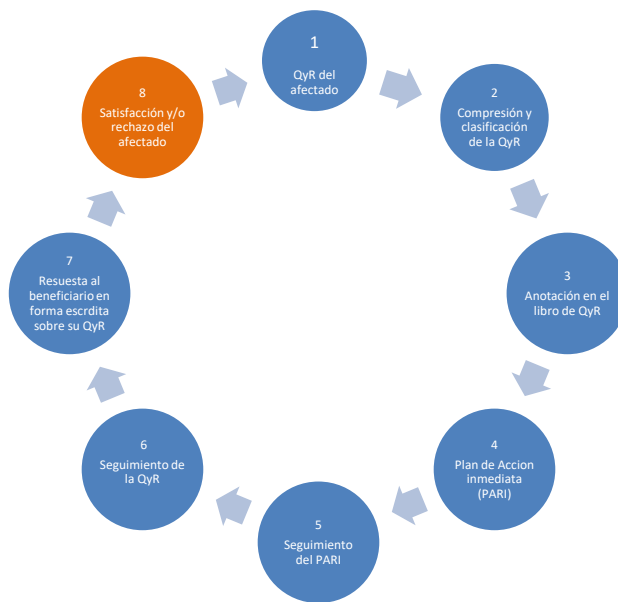 1
QyR del
afectado
2
Compresión y
clasificación
de la QyR
3
Anotación en el
libro de QyR
4
Plan de Accion
inmediata
(PARI)
5
Seguimiento
del PARI
6
Seguimiento de
la QyR
7
Resuesta al
beneficiario en
forma escrdita
sobre su QyR
8
Satisfacción y/o
rechazo del
afectado